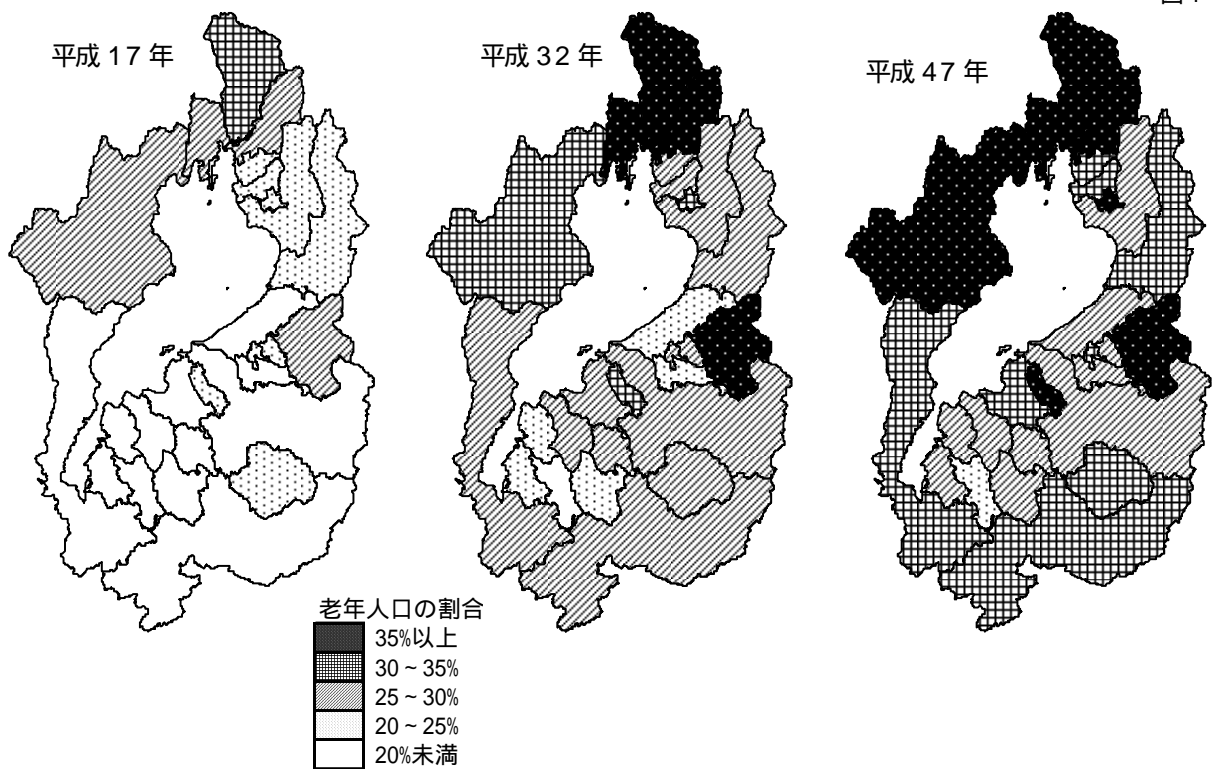 平成 17 年
平成 32 年
平成 47 年
老年人口の割合
35%以上
30 ~ 35%
25 ~ 30%
20 ~ 25%
20%未満